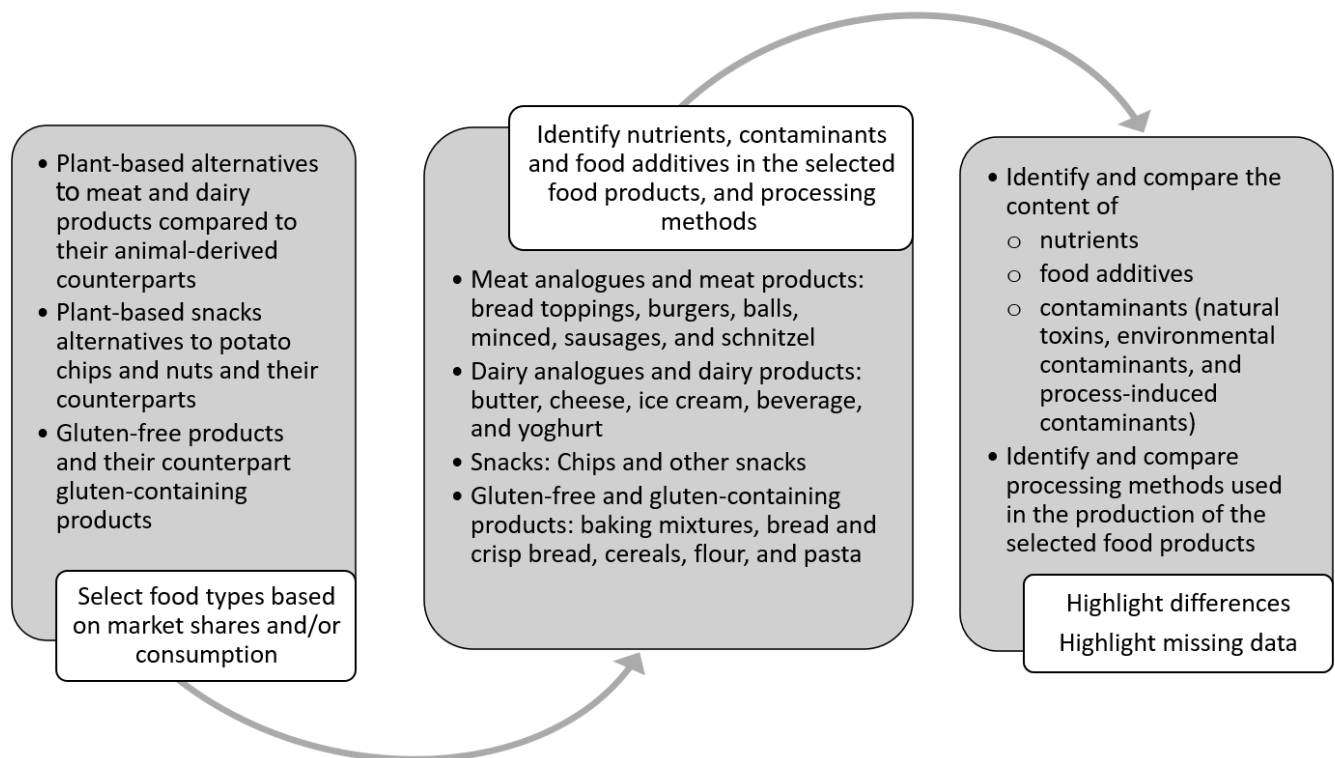 • Plant-based alternatives
to meat and dairy
products compared to
their animal-derived
counterparts
• Plant-based snacks
alternatives to potato
chips and nuts and their
counterparts
• Gluten-free products
and their counterpart
gluten-containing
products
Select food types based
on market shares and/or
consumption
Identify nutrients, contaminants
and food additives in the selected
food products, and processing
methods
• Meat analogues and meat products:
bread toppings, burgers, balls,
minced, sausages, and schnitzel
• Dairy analogues and dairy products:
butter, cheese, ice cream, beverage,
and yoghurt
• Snacks: Chips and other snacks
• Gluten-free and gluten-containing
products: baking mixtures, bread and
crisp bread, cereals, flour, and pasta
• Identify and compare the
content of
o nutrients
o food additives
o contaminants (natural
toxins, environmental
contaminants, and
process-induced
contaminants)
• Identify and compare
processing methods used
in the production of the
selected food products
Highlight differences
Highlight missing data